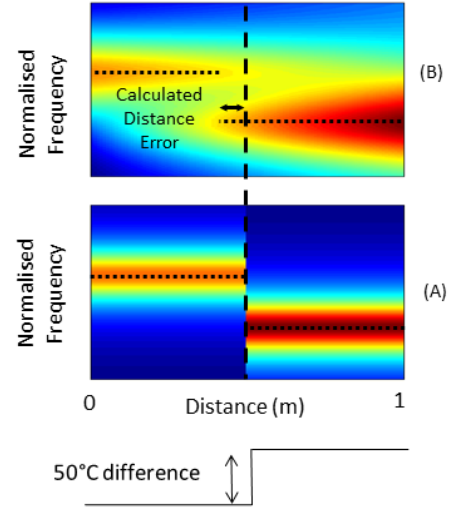 Normalised
Frequency
Calculated
Distance
Error
(B)
Normalised
Frequency
(A)
0
Distance (m)
1
50°C difference